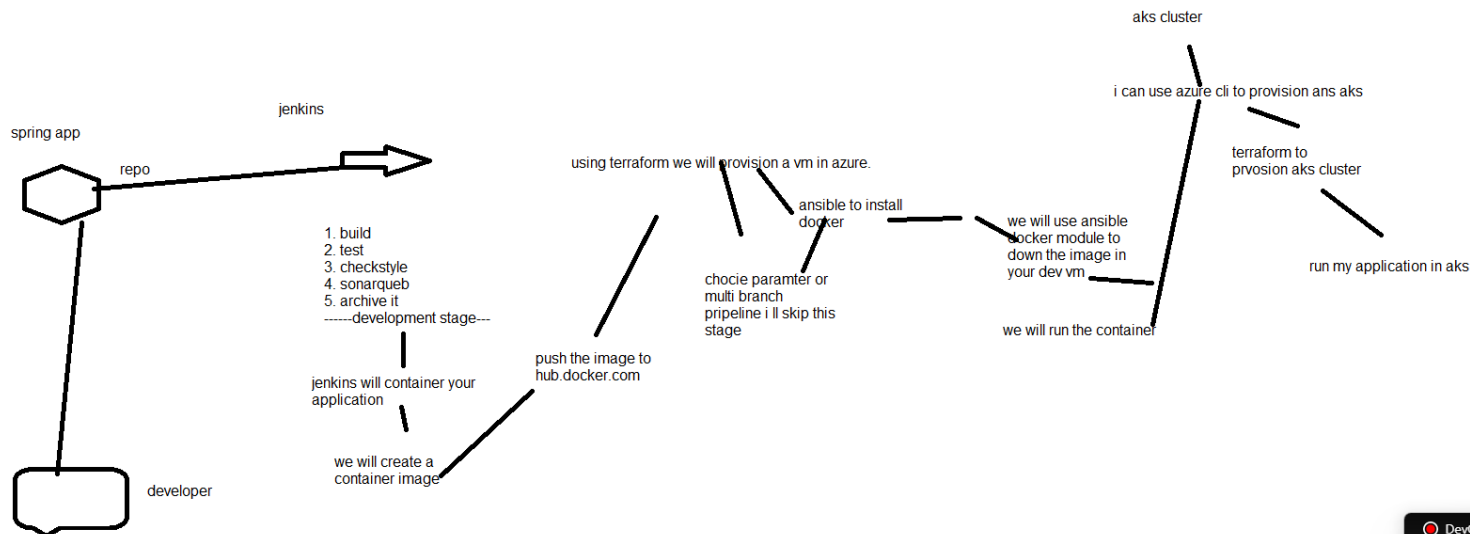 spring app
repo
developer
jenkins
1. build
2. test
3. checkstyle
4. sonarqueb
5. archive it
------development stage---
jenkins will container your
application
we will create a
container image
push the image to
hub.docker.com
using terraform we will provision a vm in azure.
chocie paramter or
multi branch
pripeline i ll skip this
stage
ansible to install
docker
we will use ansible
docker module to
down the image in
your dev vm
we will run the container
aks cluster
i can use azure cli to provision ans aks
terraform to
prvosion aks cluster
run my application in aks